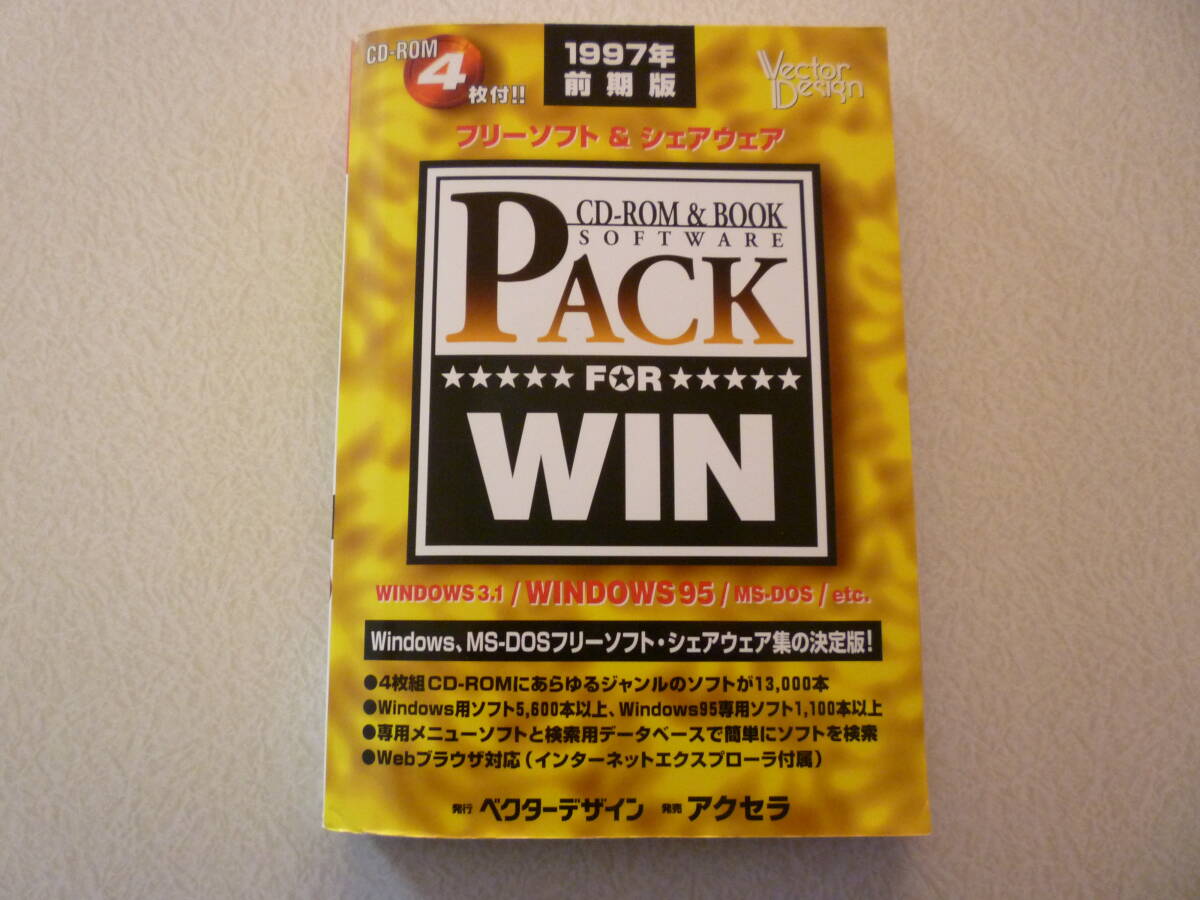 CD-ROM
4
枚付!!
1997年
前期版
Vector
Design
フリーソフト & シェアウェア
CD-ROM & BOOK
SOFTWARE
PACK
★★★★★ F★R ★★★★★
WIN
WINDOWS 3.1 / WINDOWS 95 / MS-DOS / etc.
Windows、MS-DOSフリーソフト・シェアウェア集の決定版!
●4枚組CD-ROMにあらゆるジャンルのソフトが13,000本
●Windows用ソフト5,600本以上、Windows95専用ソフト1,100本以上
●専用メニューソフトと検索用データベースで簡単にソフトを検索
●Webブラウザ対応(インターネットエクスプローラ付属)
発行 ベクターデザイン 発売 アクセラ